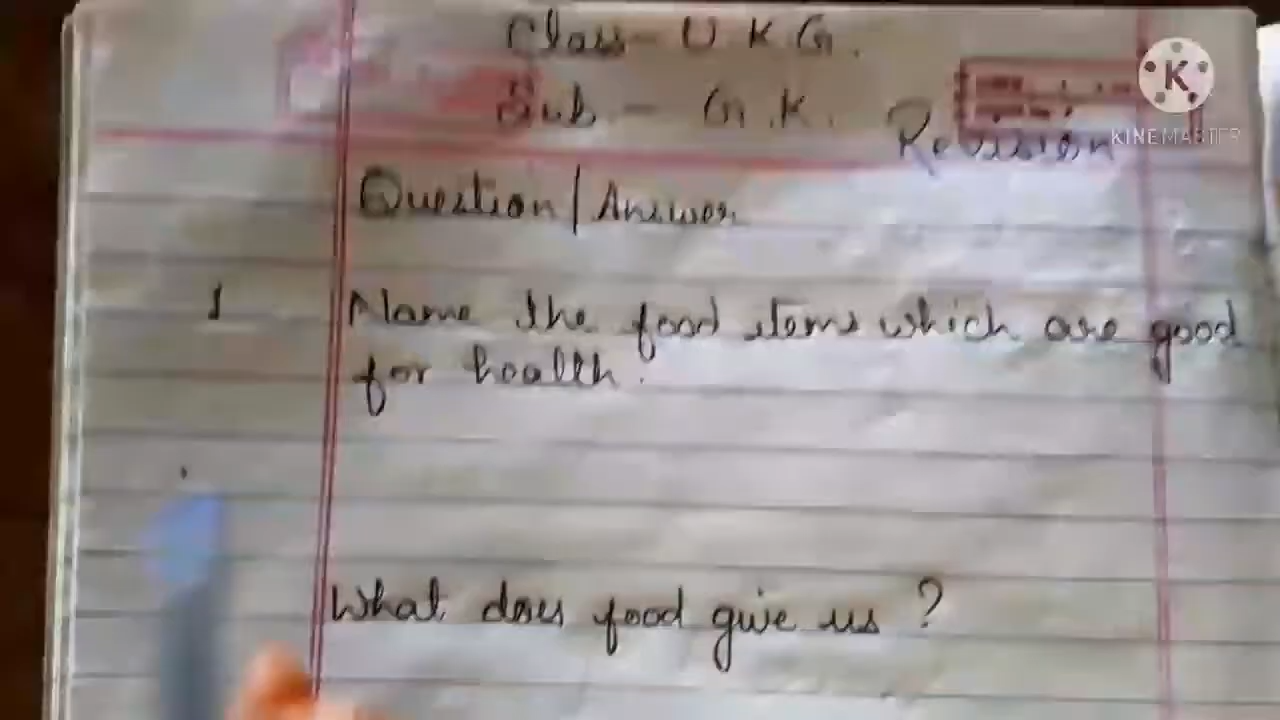 Class- U.K.G.
Sub.- G.K.
Revision
KINEMASTER
Question/Answer
1 Name the food items which are good
for health.
What does food give us ?